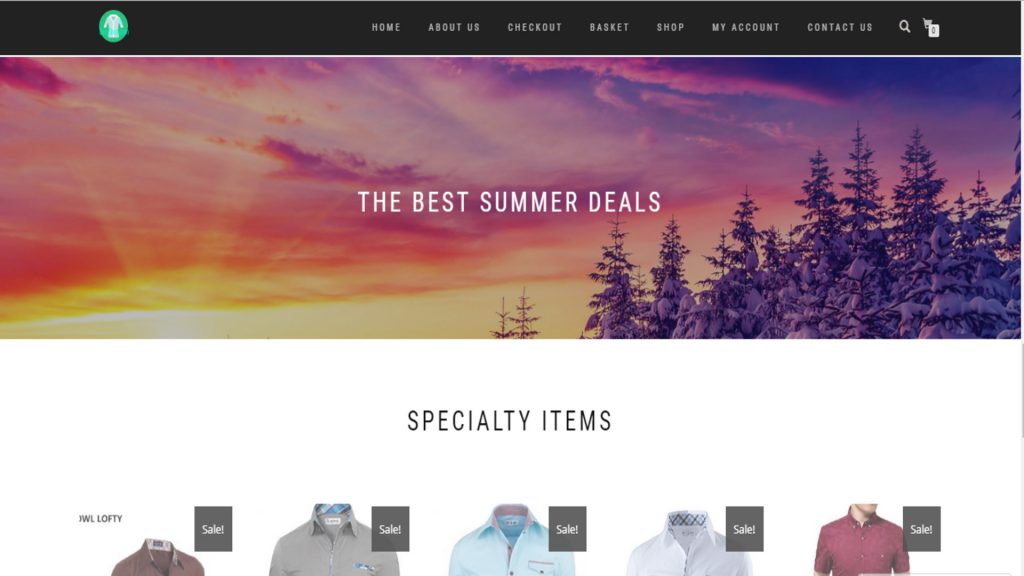 HOME ABOUT US CHECKOUT BASKET SHOP MY ACCOUNT CONTACT US 0
THE BEST SUMMER DEALS
SPECIALTY ITEMS
OWL LOFTY Sale! Sale! Sale! Sale! Sale!